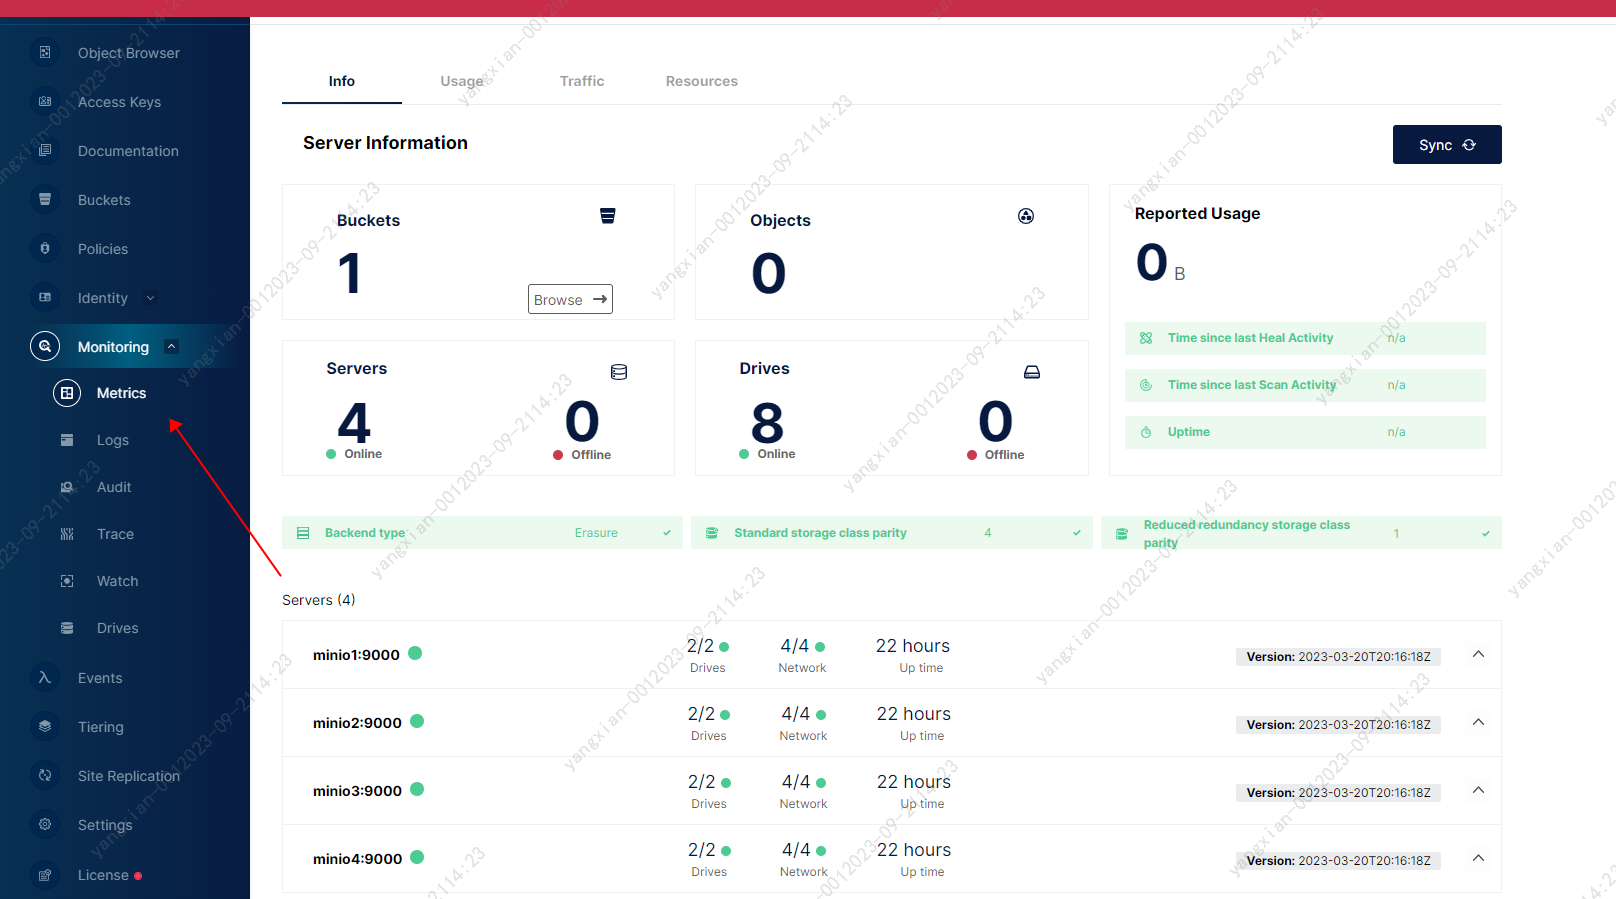 Object Browser
Access Keys
Documentation
Buckets
Policies
Identity
Monitoring
Metrics
Logs
Audit
Trace
Watch
Drives
Events
Tiering
Site Replication
Settings
License
Info Usage Traffic Resources
Server Information
Sync
Buckets
1
Browse
Objects
0
Reported Usage
0 B
Time since last Heal Activity n/a
Time since last Scan Activity n/a
Uptime n/a
Servers
4 0
Online Offline
Drives
8 0
Online Offline
Backend type Erasure
Standard storage class parity 4
Reduced redundancy storage class
parity 1
Servers (4)
minio1:9000 2/2 4/4 22 hours Version: 2023-03-20T20:16:18Z
Drives Network Up time
minio2:9000 2/2 4/4 22 hours Version: 2023-03-20T20:16:18Z
Drives Network Up time
minio3:9000 2/2 4/4 22 hours Version: 2023-03-20T20:16:18Z
Drives Network Up time
minio4:9000 2/2 4/4 22 hours Version: 2023-03-20T20:16:18Z
Drives Network Up time
yangxian-0012023-09-2114:23